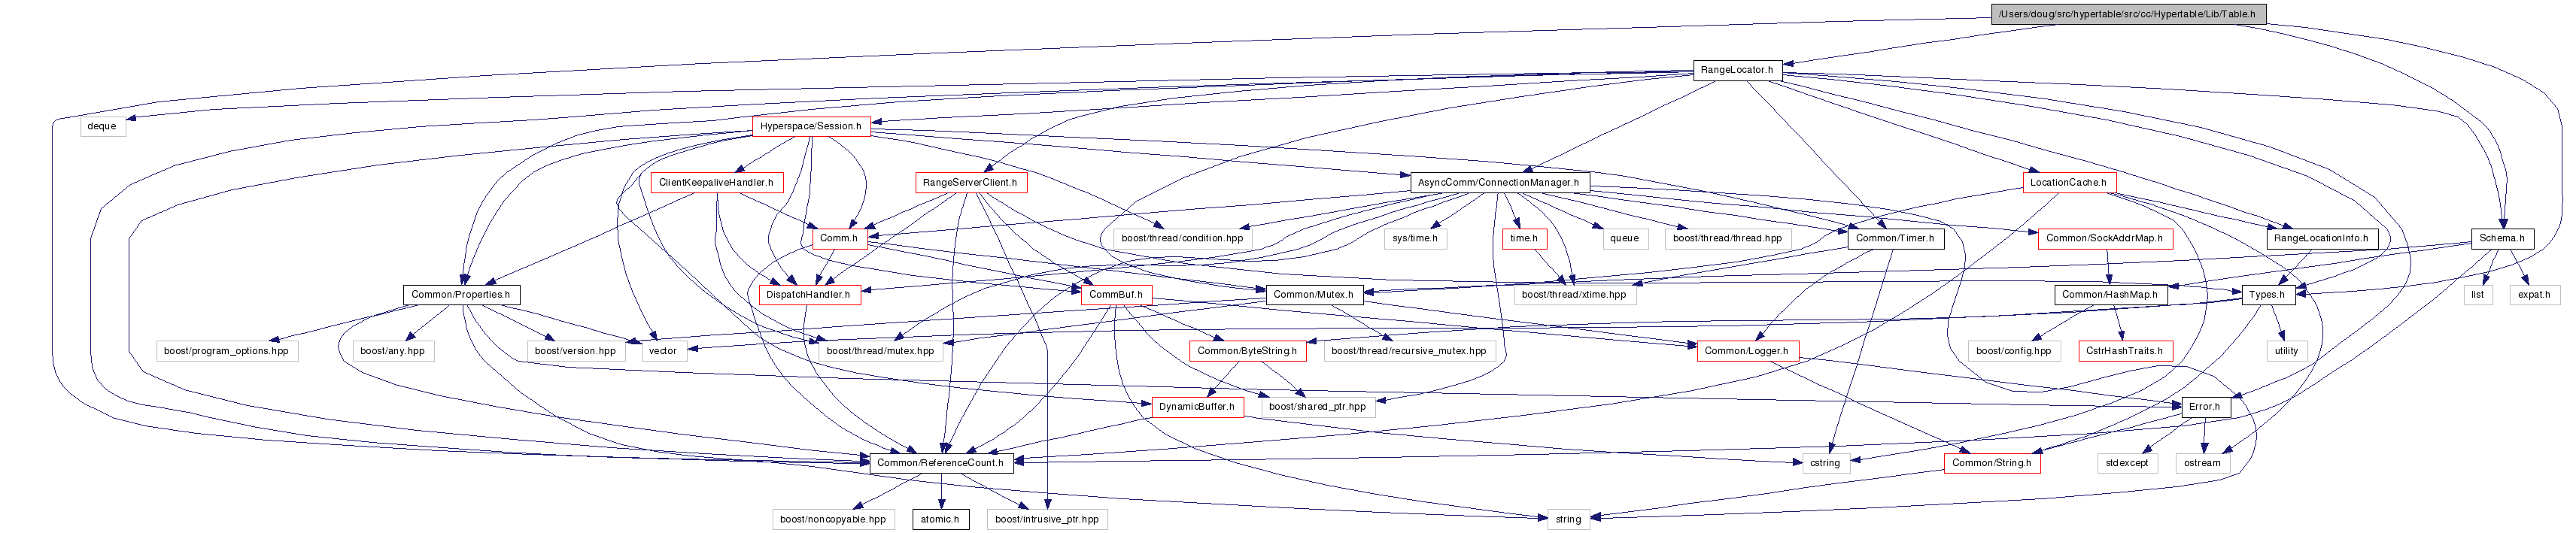 /Users/doug/src/hypertable/src/cc/Hypertable/Lib/Table.h
RangeLocator.h
deque
Hyperspace/Session.h
ClientKeepaliveHandler.h
RangeServerClient.h
AsyncComm/ConnectionManager.h
LocationCache.h
Comm.h
boost/thread/condition.hpp
sys/time.h
time.h
queue
boost/thread/thread.hpp
Common/Timer.h
Common/SockAddrMap.h
RangeLocationInfo.h
Schema.h
Common/Properties.h
DispatchHandler.h
CommBuf.h
Common/Mutex.h
boost/thread/xtime.hpp
Common/HashMap.h
Types.h
list
expat.h
boost/program_options.hpp
boost/any.hpp
boost/version.hpp
vector
boost/thread/mutex.hpp
Common/ByteString.h
boost/thread/recursive_mutex.hpp
Common/Logger.h
boost/config.hpp
CstrHashTraits.h
utility
DynamicBuffer.h
boost/shared_ptr.hpp
Error.h
Common/ReferenceCount.h
cstring
Common/String.h
stdexcept
ostream
boost/noncopyable.hpp
atomic.h
boost/intrusive_ptr.hpp
string